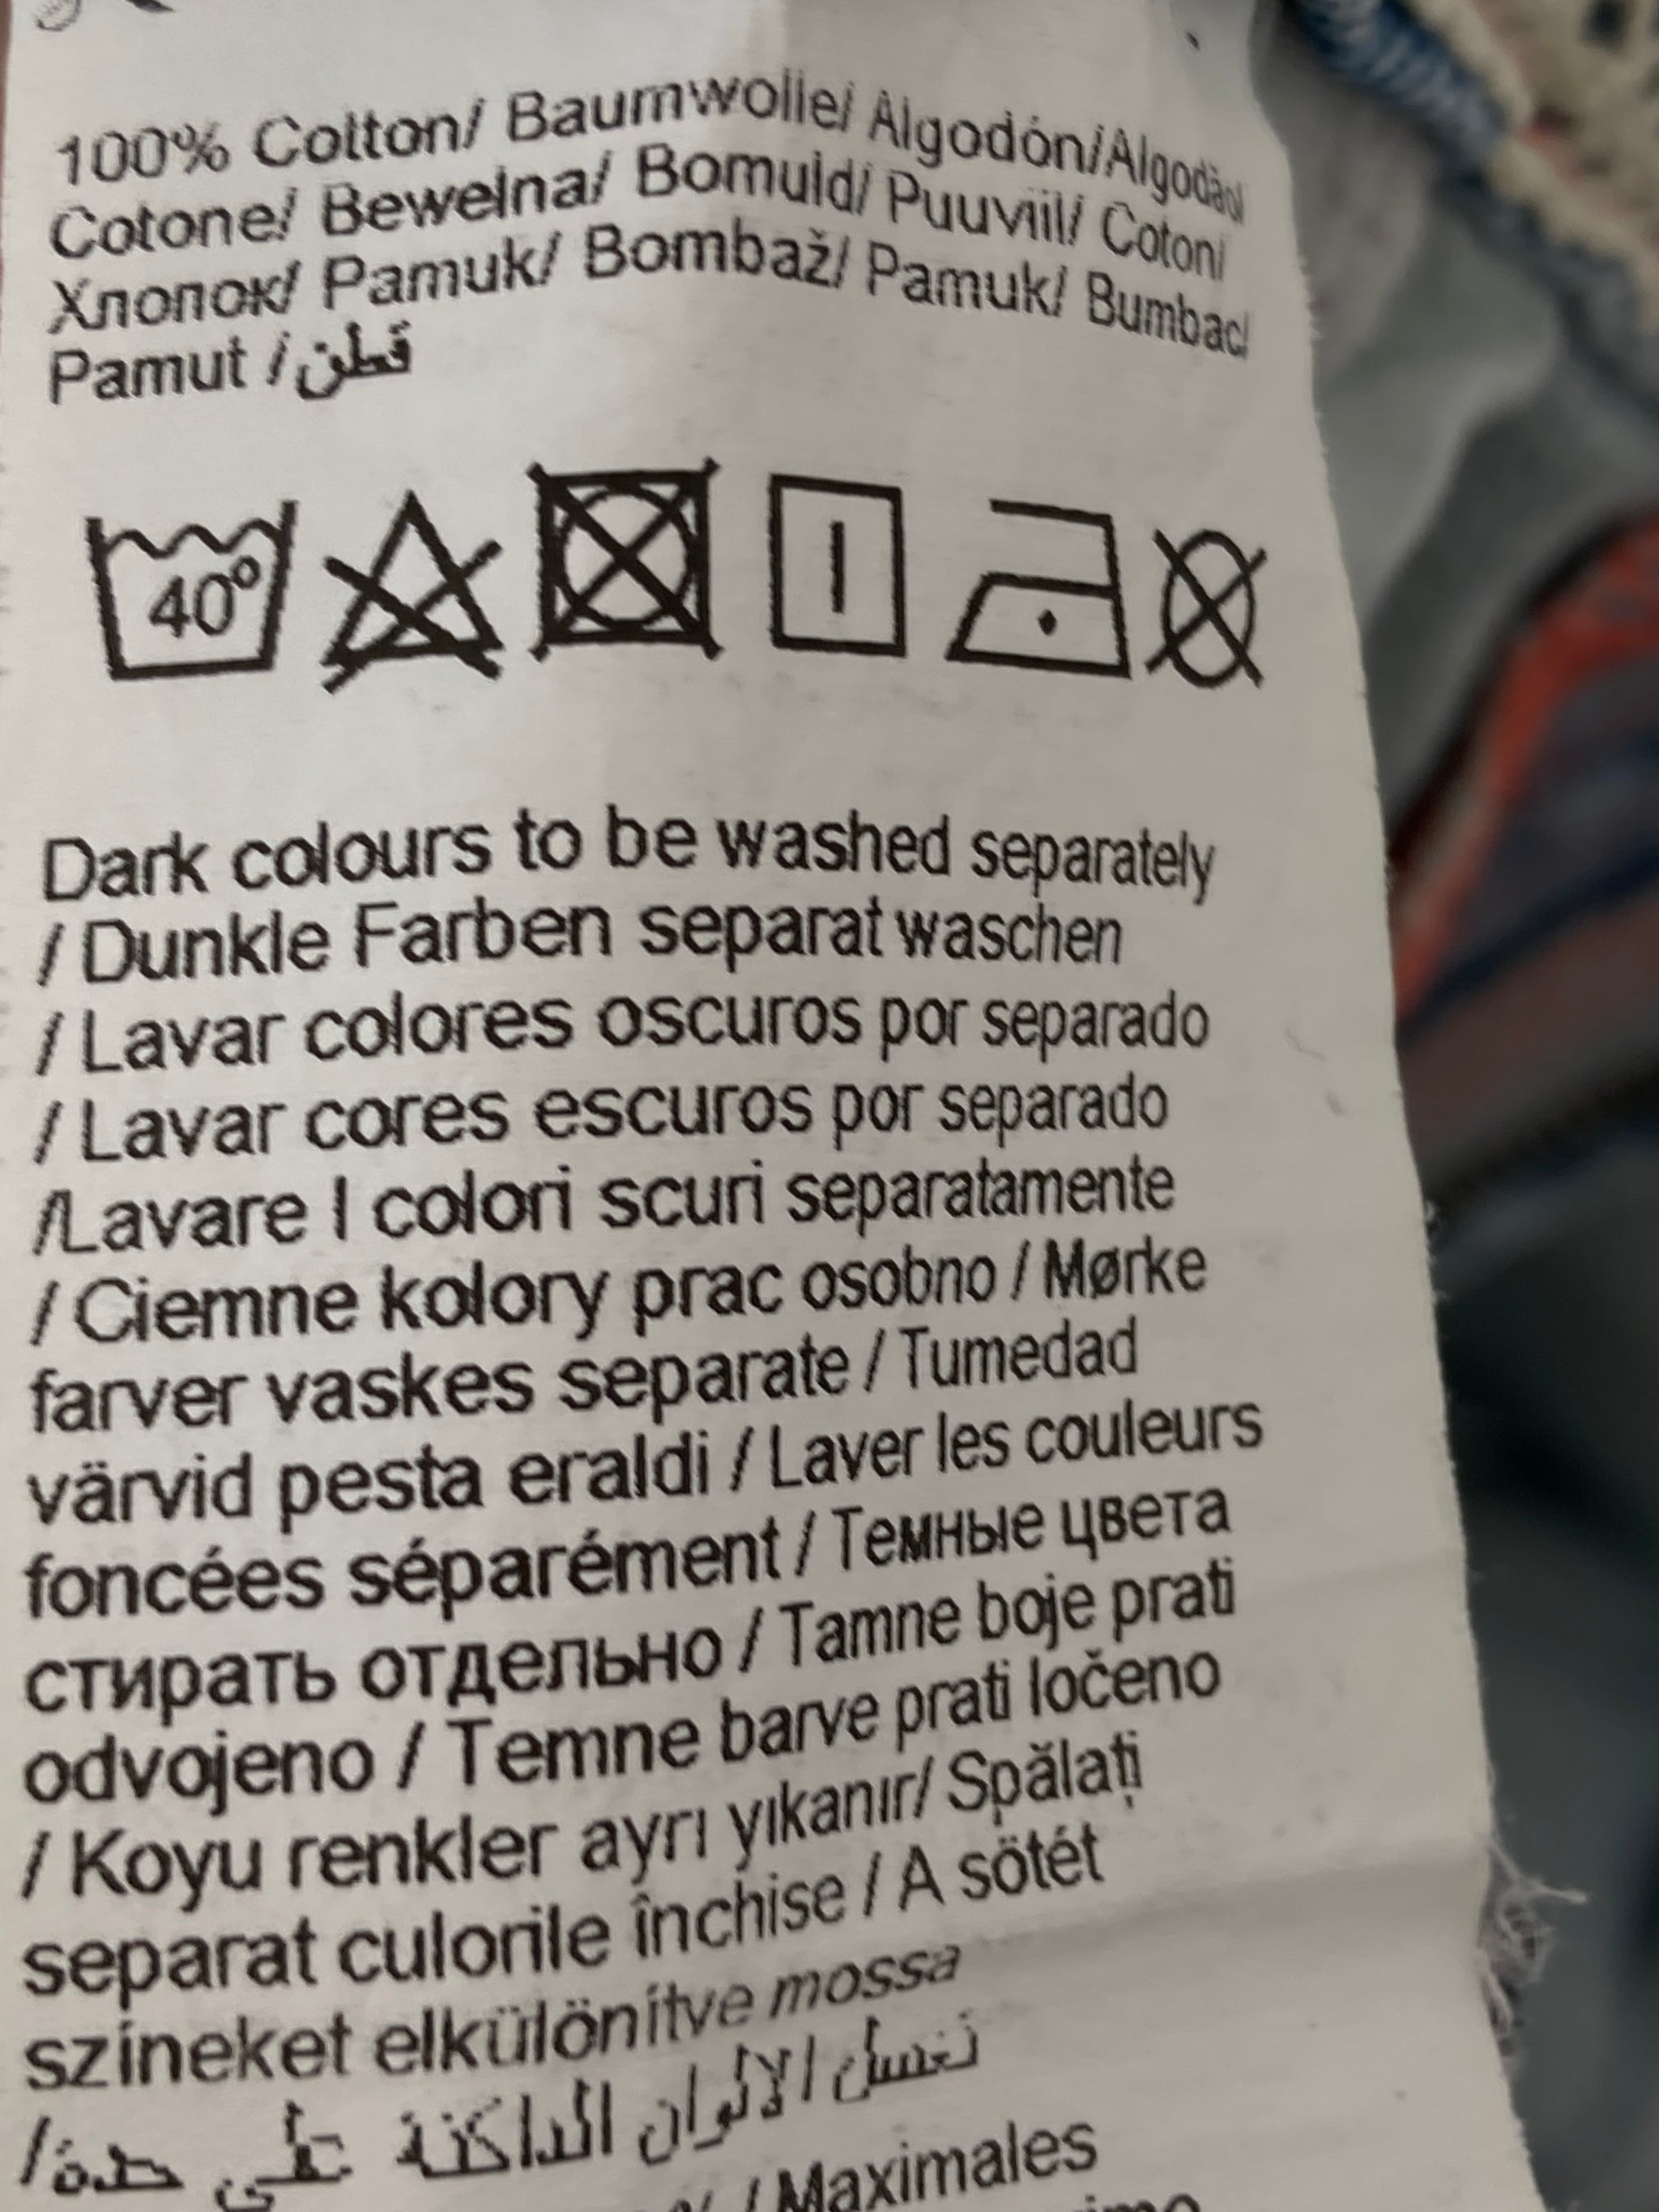 100% Cotton/ Baumwolle/ Algodón/Algodão/
Cotone/ Bewelna/ Bomuld/ Puuviil/ Coton/
Хлопок/ Pamuk/ Bombaž/ Pamuk/ Bumbac/
Pamut /قطن
40°
Dark colours to be washed separately
/ Dunkle Farben separat waschen
/ Lavar colores oscuros por separado
/ Lavar cores escuros por separado
/Lavare I colori scuri separatamente
/ Ciemne kolory prac osobno / Mørke
farver vaskes separate / Tumedad
värvid pesta eraldi / Laver les couleurs
foncées séparément / Темные цвета
стирать отдельно / Tamne boje prati
odvojeno / Temne barve prati ločeno
/ Koyu renkler ayrı yıkanır/ Spălați
separat culorile închise / A sötét
színeket elkülönítve mossa
تغسل الالوان الداكنة على حدة/
% / Maximales